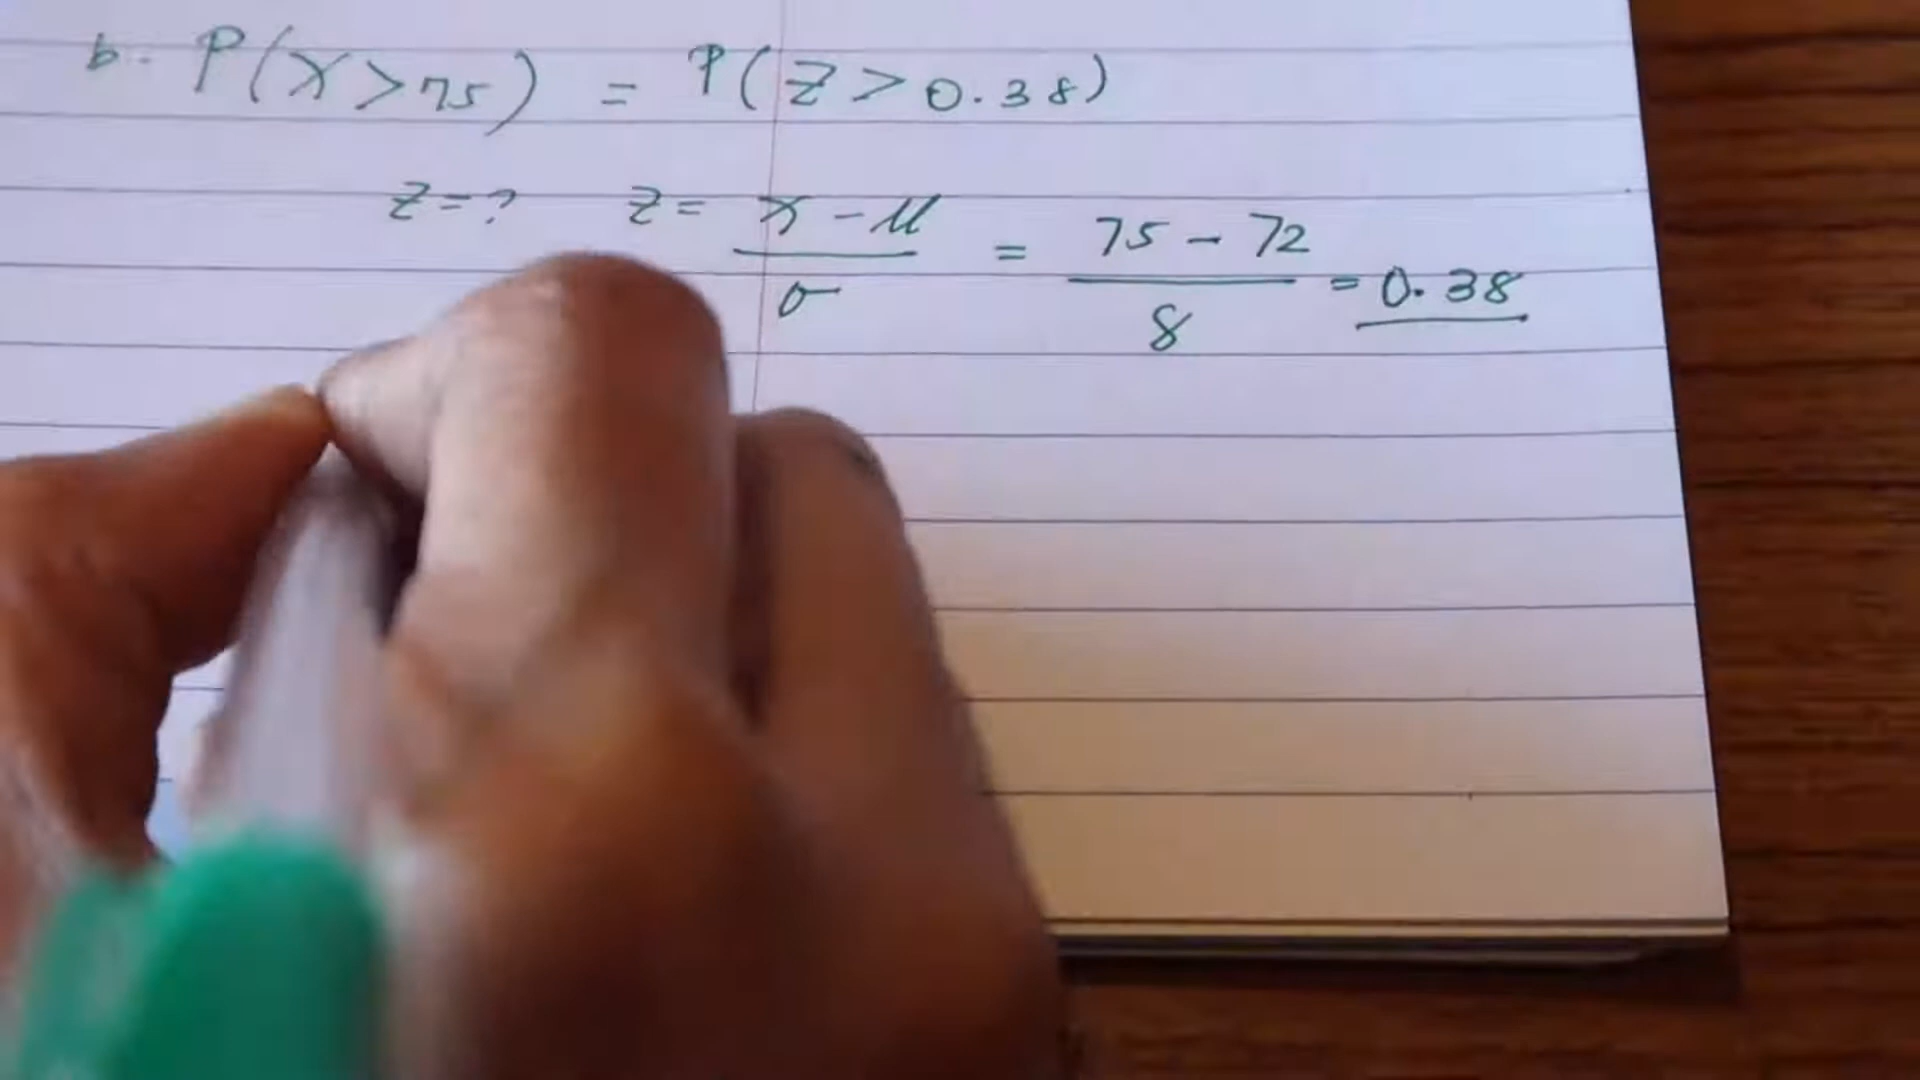 b. P(X>75) = P(Z>0.38)
Z=? Z= X-μ/σ = 75-72/8 = 0.38